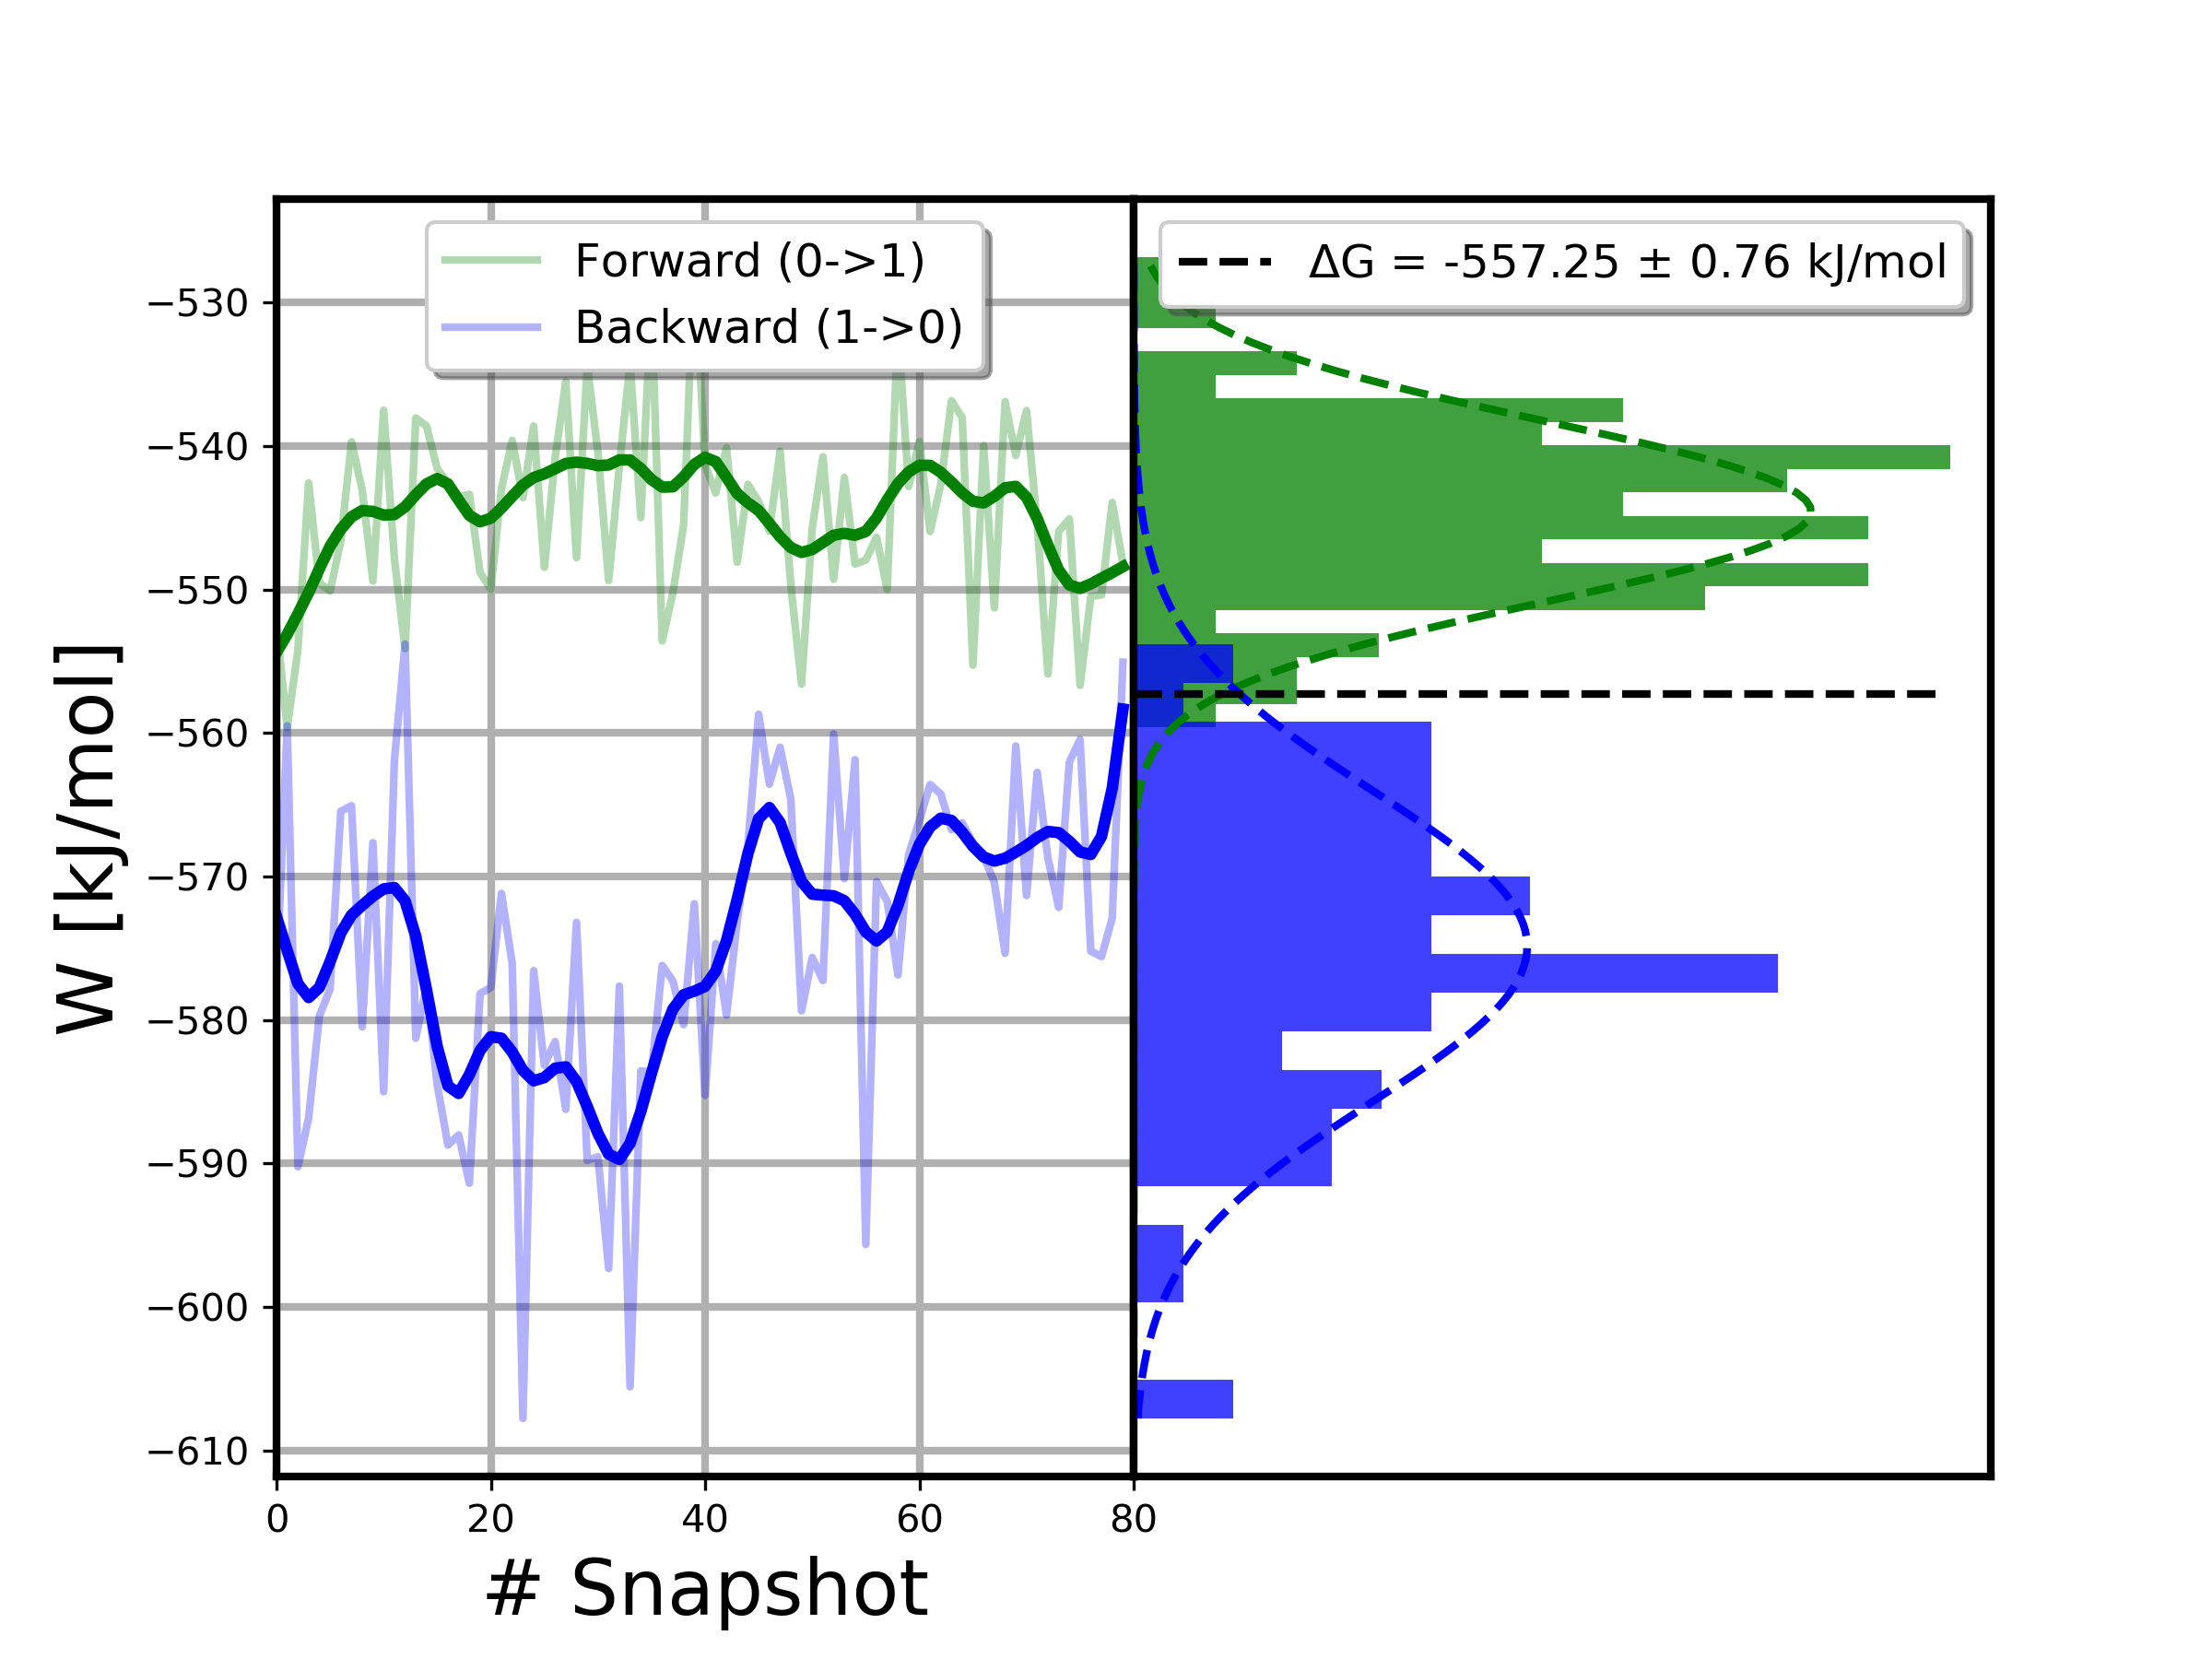 Forward (0->1)
Backward (1->0)
ΔG = -557.25 ± 0.76 kJ/mol
W [kJ/mol]
−530
−540
−550
−560
−570
−580
−590
−600
−610
0 20 40 60 80
# Snapshot